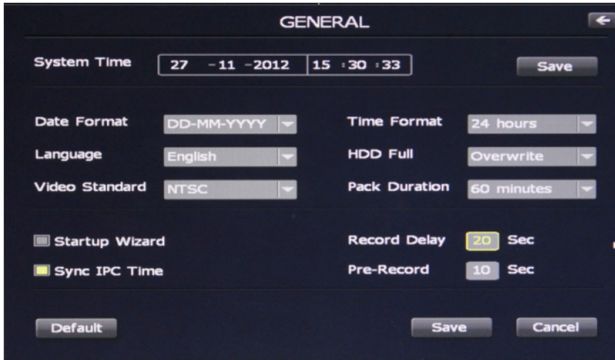 GENERAL
System Time 27 -11 -2012 15 :30 :33 Save
Date Format DD-MM-YYYY Time Format 24 hours
Language English HDD Full Overwrite
Video Standard NTSC Pack Duration 60 minutes
Startup Wizard Record Delay 20 Sec
Sync IPC Time Pre-Record 10 Sec
Default Save Cancel